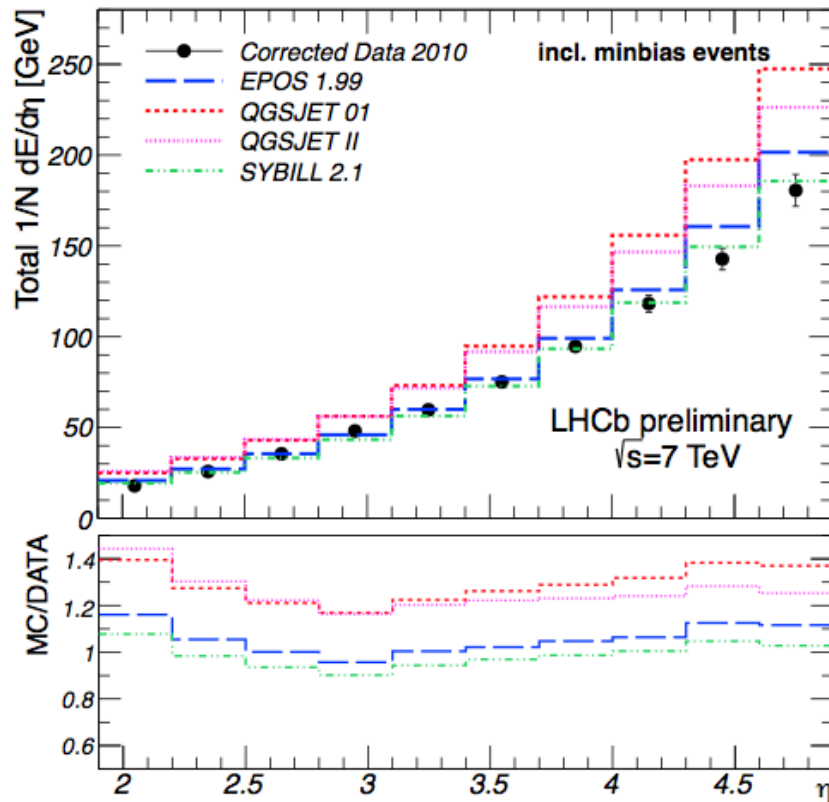 Total 1/N dE/dη [GeV]
250
200
150
100
50
0
Corrected Data 2010
EPOS 1.99
QGSJET 01
QGSJET II
SYBILL 2.1
incl. minbias events
LHCb preliminary
√s=7 TeV
MC/DATA
1.4
1.2
1
0.8
0.6
2
2.5
3
3.5
4
4.5
η